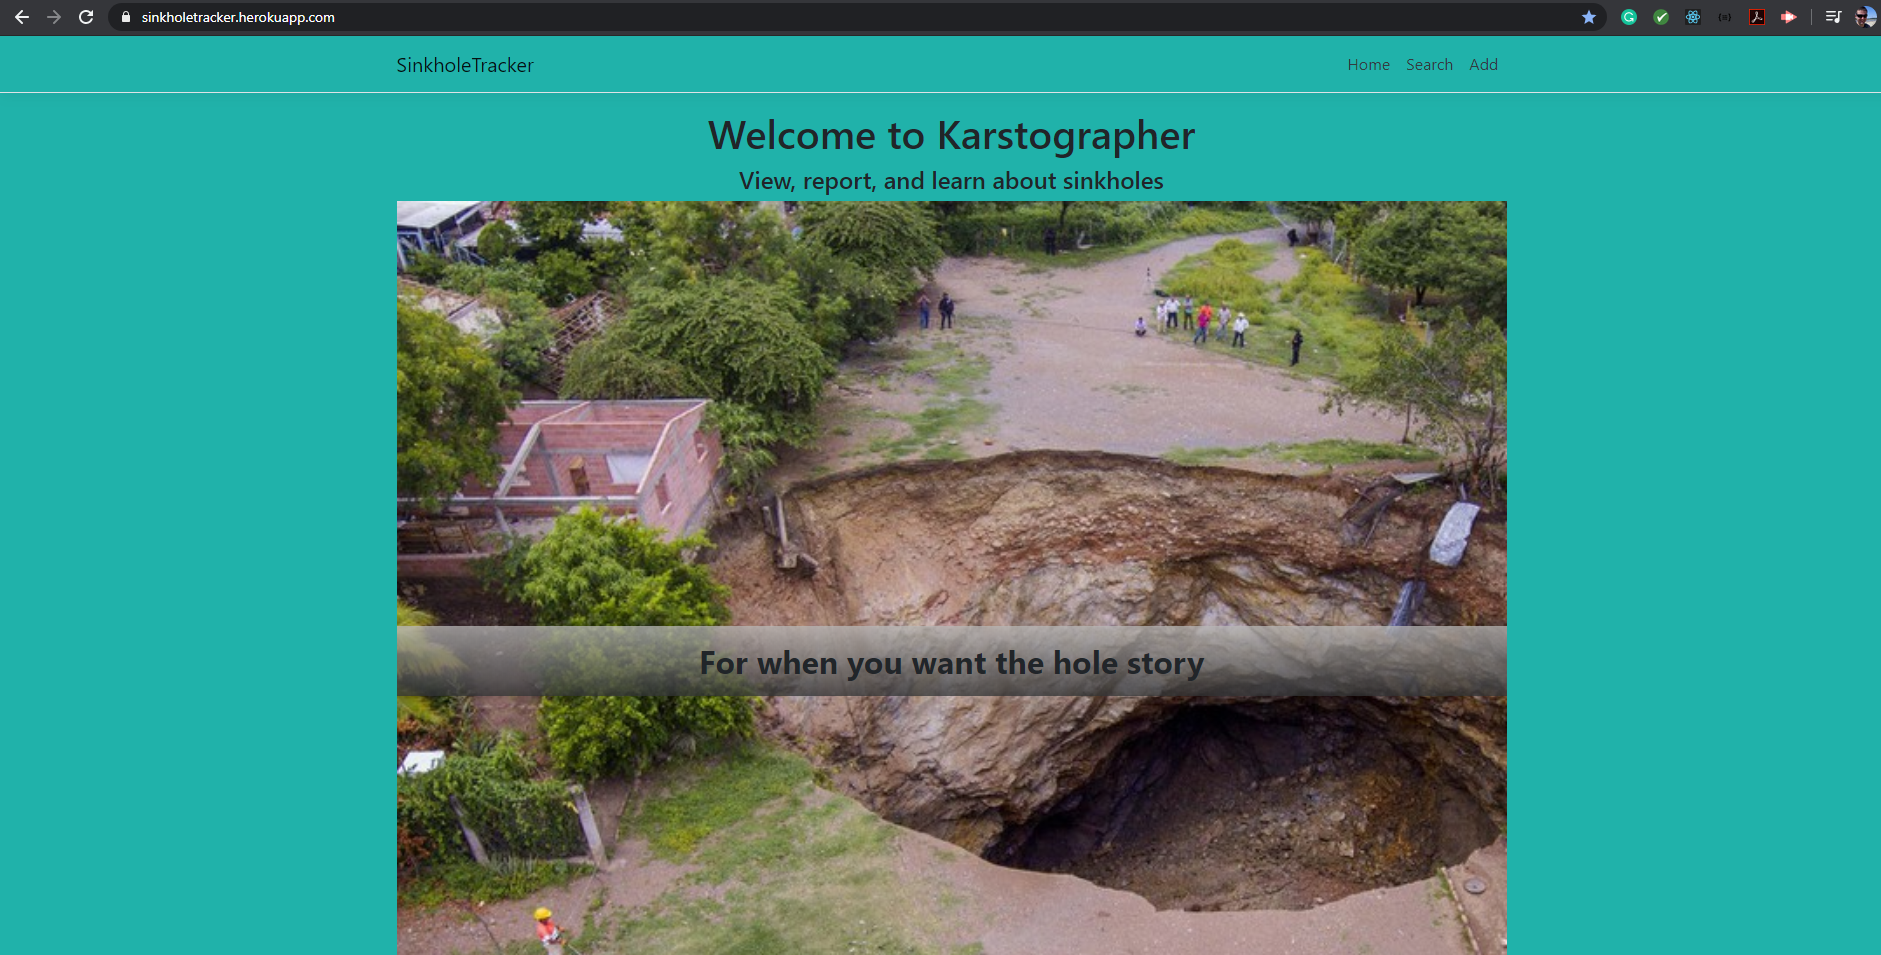 sinkholetracker.herokuapp.com
SinkholeTracker
Home Search Add
Welcome to Karstographer
View, report, and learn about sinkholes
For when you want the hole story